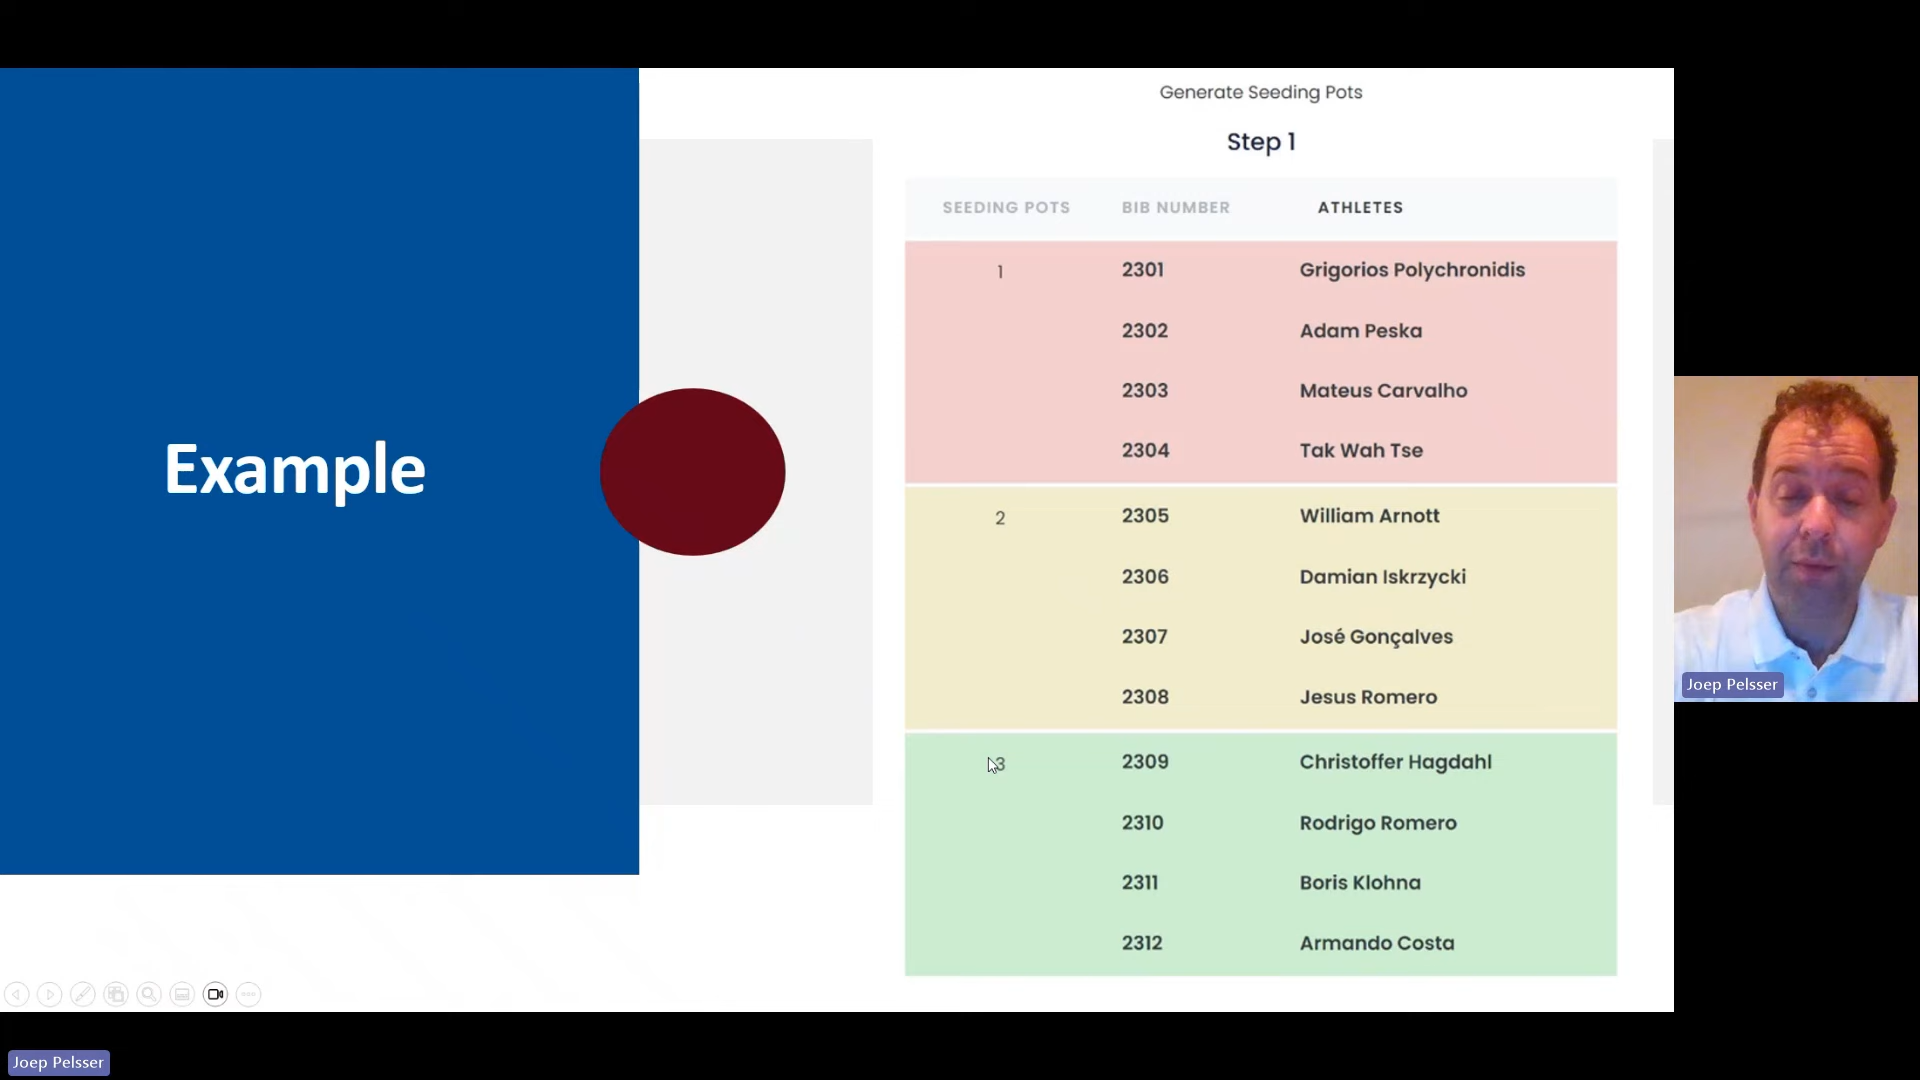 Generate Seeding Pots
Step 1
SEEDING POTS BIB NUMBER ATHLETES
1 2301 Grigorios Polychronidis
2302 Adam Peska
2303 Mateus Carvalho
2304 Tak Wah Tse
Example
2 2305 William Arnott
2306 Damian Iskrzycki
2307 José Gonçalves
2308 Jesus Romero
3 2309 Christoffer Hagdahl
2310 Rodrigo Romero
2311 Boris Klohna
2312 Armando Costa
Joep Pelsser
Joep Pelsser